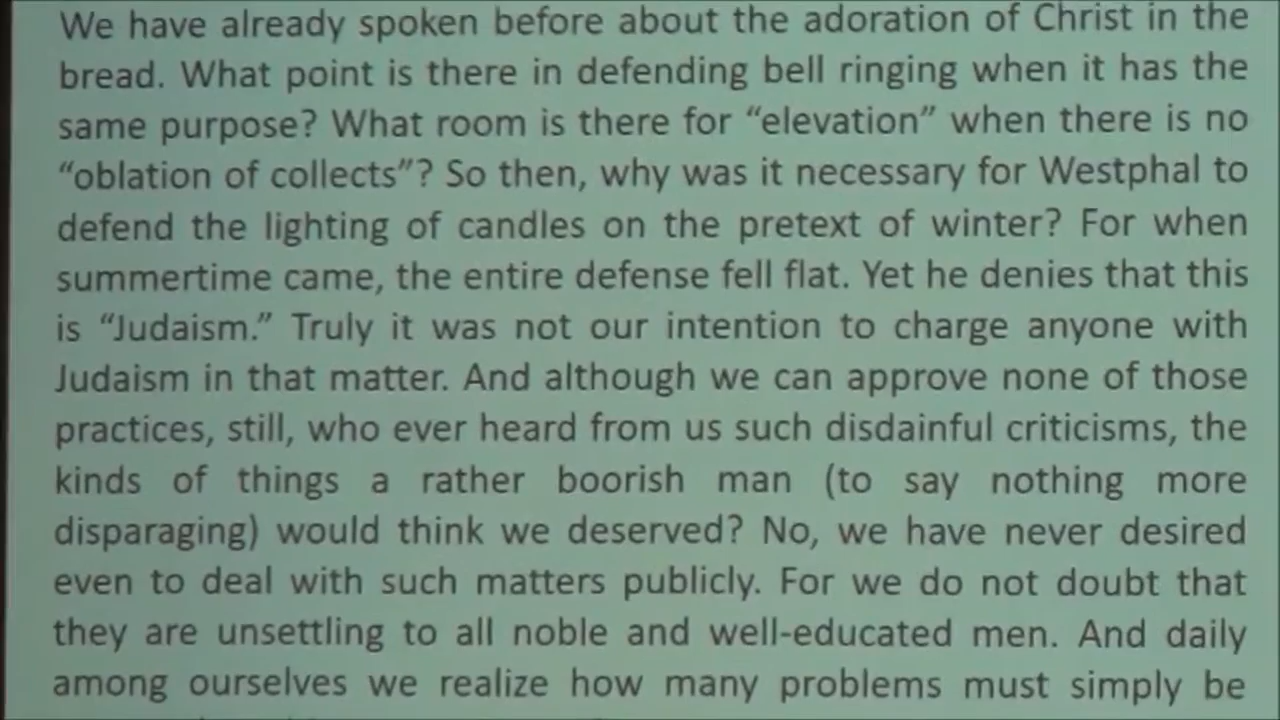 We have already spoken before about the adoration of Christ in the
bread. What point is there in defending bell ringing when it has the
same purpose? What room is there for “elevation” when there is no
“oblation of collects”? So then, why was it necessary for Westphal to
defend the lighting of candles on the pretext of winter? For when
summertime came, the entire defense fell flat. Yet he denies that this
is “Judaism.” Truly it was not our intention to charge anyone with
Judaism in that matter. And although we can approve none of those
practices, still, who ever heard from us such disdainful criticisms, the
kinds of things a rather boorish man (to say nothing more
disparaging) would think we deserved? No, we have never desired
even to deal with such matters publicly. For we do not doubt that
they are unsettling to all noble and well-educated men. And daily
among ourselves we realize how many problems must simply be